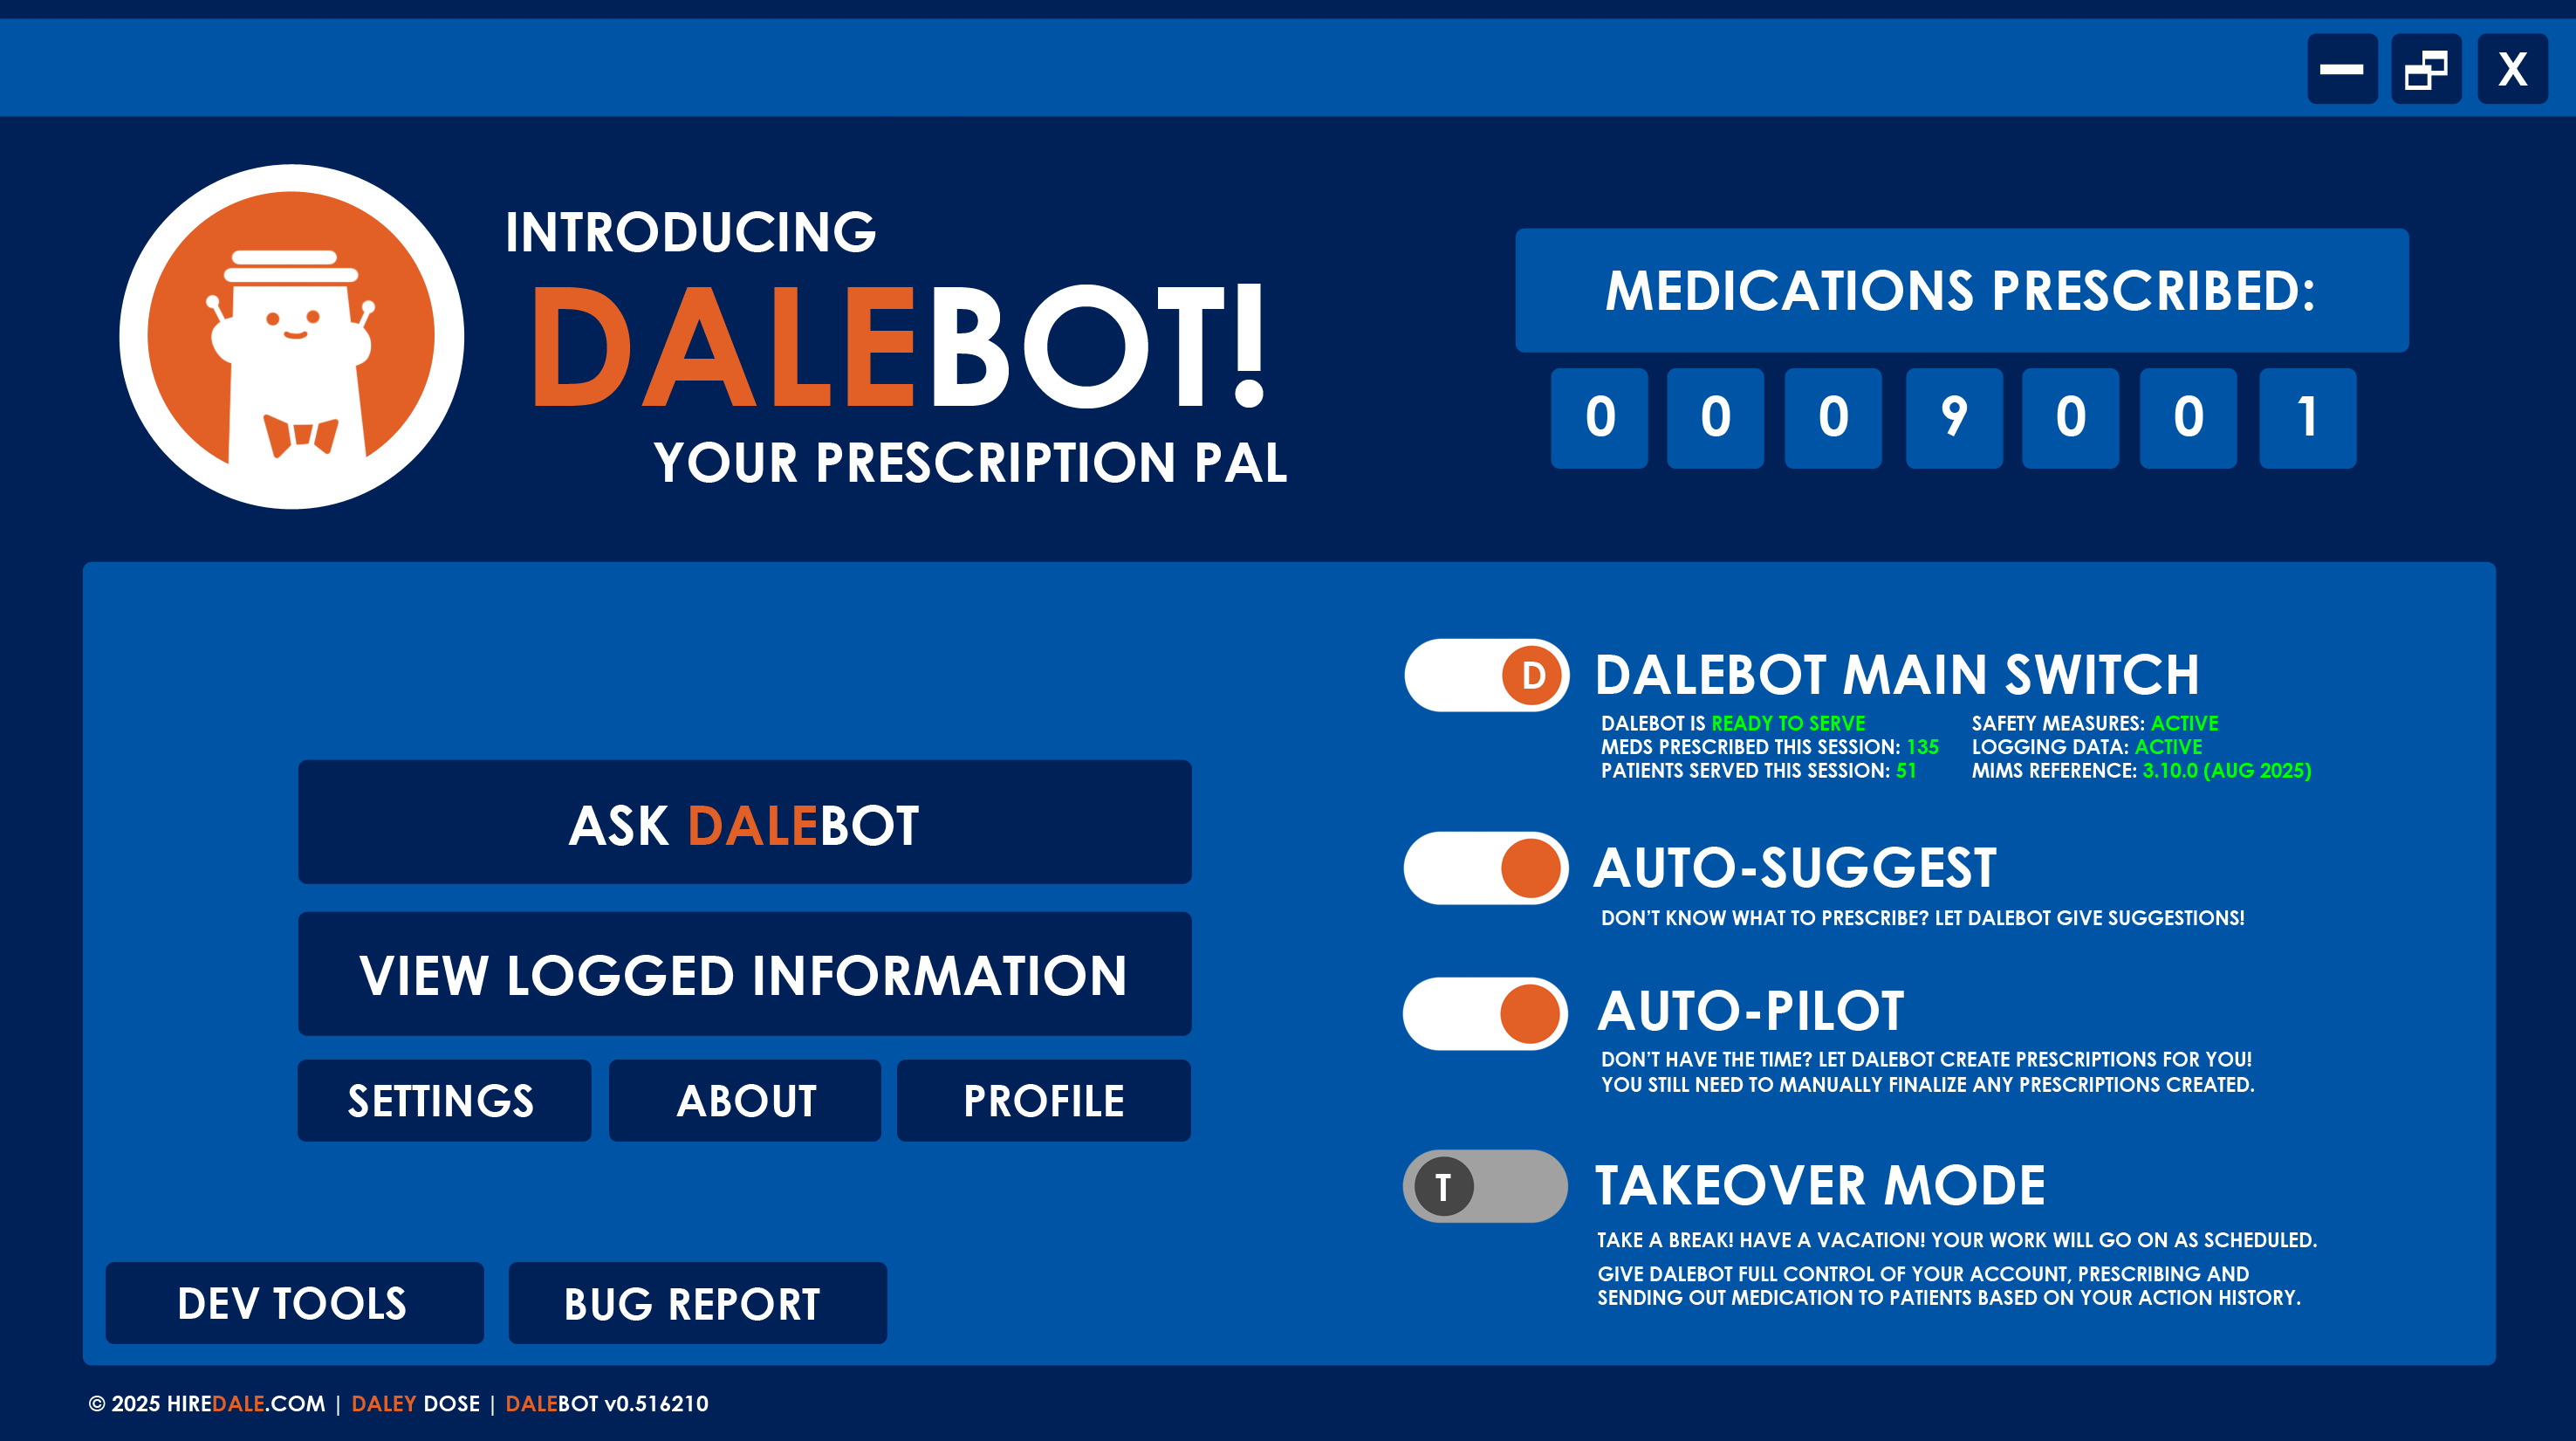 X
INTRODUCING
DALEBOT!
YOUR PRESCRIPTION PAL
MEDICATIONS PRESCRIBED:
0 0 0 9 0 0 1
ASK DALEBOT
VIEW LOGGED INFORMATION
SETTINGS
ABOUT
PROFILE
DEV TOOLS
BUG REPORT
D
DALEBOT MAIN SWITCH
DALEBOT IS READY TO SERVE
MEDS PRESCRIBED THIS SESSION: 135
PATIENTS SERVED THIS SESSION: 51
SAFETY MEASURES: ACTIVE
LOGGING DATA: ACTIVE
MIMS REFERENCE: 3.10.0 (AUG 2025)
AUTO-SUGGEST
DON'T KNOW WHAT TO PRESCRIBE? LET DALEBOT GIVE SUGGESTIONS!
AUTO-PILOT
DON'T HAVE THE TIME? LET DALEBOT CREATE PRESCRIPTIONS FOR YOU!
YOU STILL NEED TO MANUALLY FINALIZE ANY PRESCRIPTIONS CREATED.
T
TAKEOVER MODE
TAKE A BREAK! HAVE A VACATION! YOUR WORK WILL GO ON AS SCHEDULED.
GIVE DALEBOT FULL CONTROL OF YOUR ACCOUNT, PRESCRIBING AND
SENDING OUT MEDICATION TO PATIENTS BASED ON YOUR ACTION HISTORY.
© 2025 HIREDALE.COM | DALEY DOSE | DALEBOT v0.516210